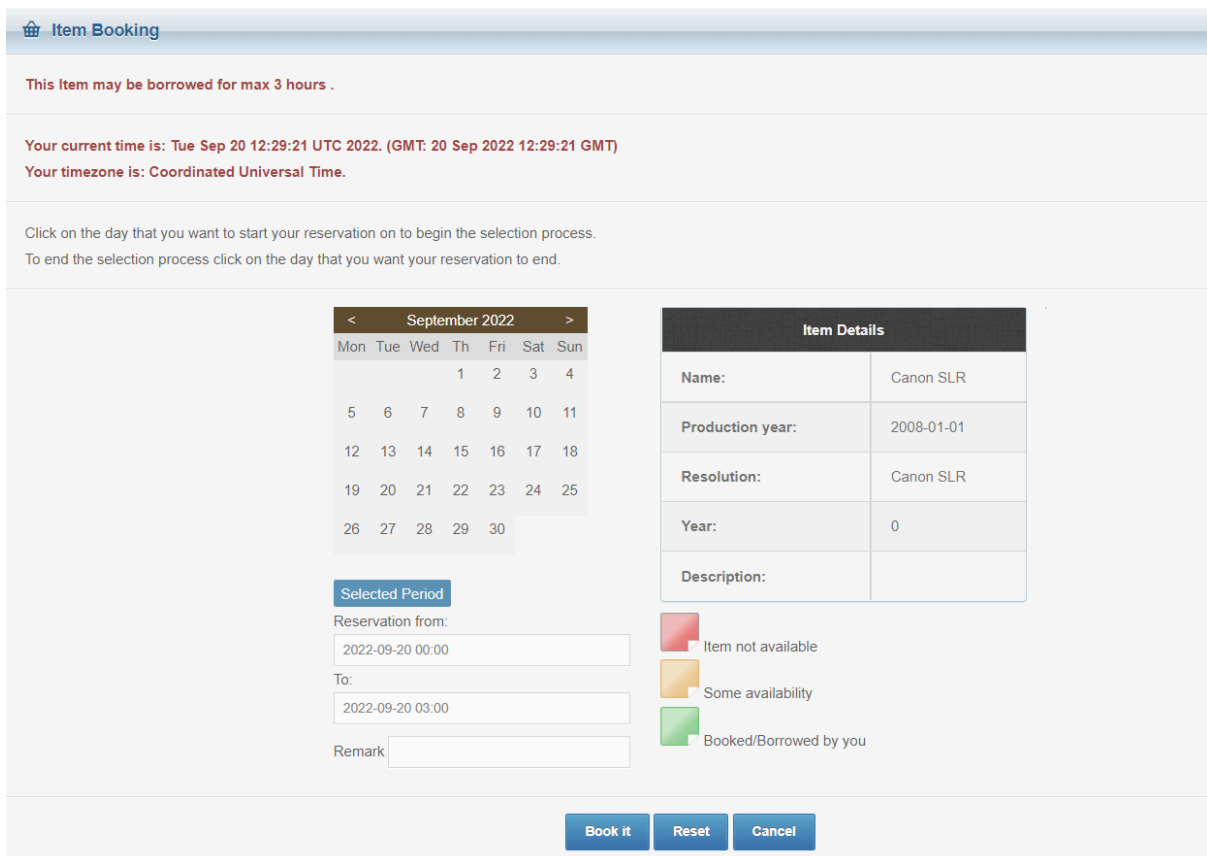 Item Booking
This Item may be borrowed for max 3 hours .
Your current time is: Tue Sep 20 12:29:21 UTC 2022. (GMT: 20 Sep 2022 12:29:21 GMT)
Your timezone is: Coordinated Universal Time.
Click on the day that you want to start your reservation on to begin the selection process.
To end the selection process click on the day that you want your reservation to end.
< September 2022 >
Mon Tue Wed Th Fri Sat Sun
1 2 3 4
5 6 7 8 9 10 11
12 13 14 15 16 17 18
19 20 21 22 23 24 25
26 27 28 29 30
Selected Period
Reservation from:
2022-09-20 00:00
To:
2022-09-20 03:00
Remark
Item Details
Name: Canon SLR
Production year: 2008-01-01
Resolution: Canon SLR
Year: 0
Description:
Item not available
Some availability
Booked/Borrowed by you
Book it Reset Cancel